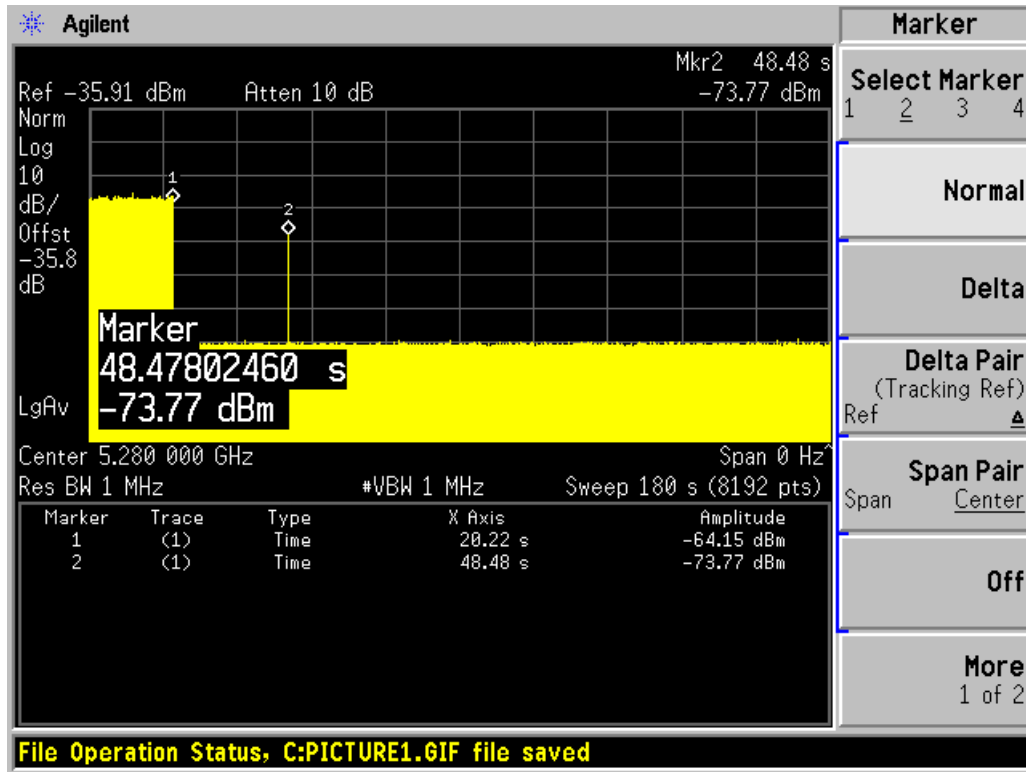 Agilent
Marker
Mkr2 48.48 s
Ref -35.91 dBm Atten 10 dB -73.77 dBm
Norm
Log
10
dB/
Offst
-35.8
dB
LgAv
1
2
Marker
48.47802460 s
-73.77 dBm
Center 5.280 000 GHz Span 0 Hz^
Res BW 1 MHz #VBW 1 MHz Sweep 180 s (8192 pts)
Marker Trace Type X Axis Amplitude
1 (1) Time 20.22 s -64.15 dBm
2 (1) Time 48.48 s -73.77 dBm
File Operation Status, C:PICTURE1.GIF file saved
Select Marker
1 2 3 4
Normal
Delta
Delta Pair
(Tracking Ref)
Ref Δ
Span Pair
Span Center
Off
More
1 of 2